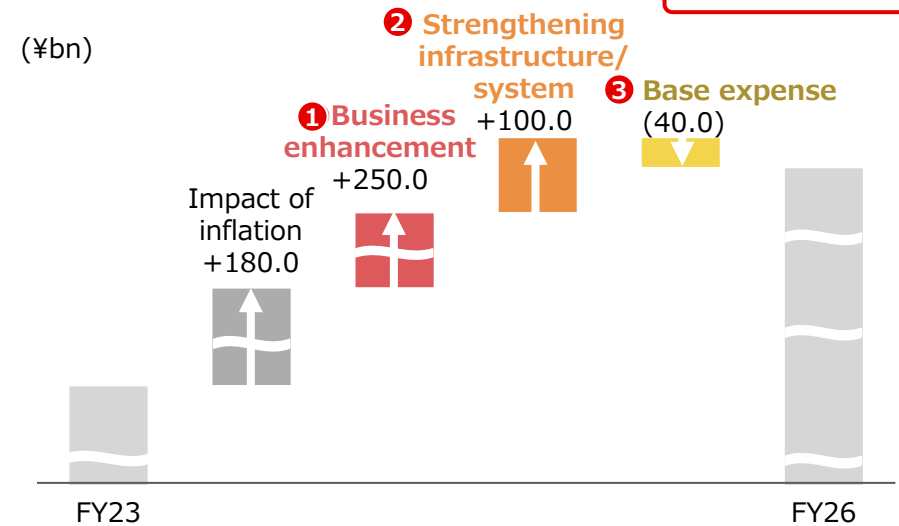 (¥bn)
❷ Strengthening
infrastructure/
system
+100.0
❸ Base expense
(40.0)
❶ Business
enhancement
+250.0
Impact of
inflation
+180.0
FY23
FY26